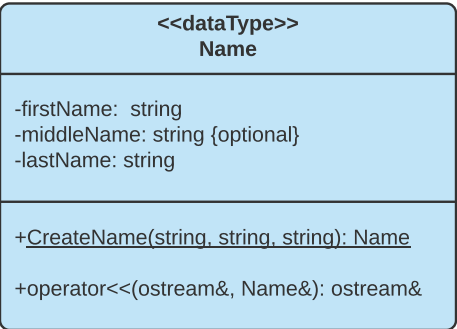 <<dataType>>
Name
-firstName:  string
-middleName: string {optional}
-lastName: string
+CreateName(string, string, string): Name
+operator<<(ostream&, Name&): ostream&